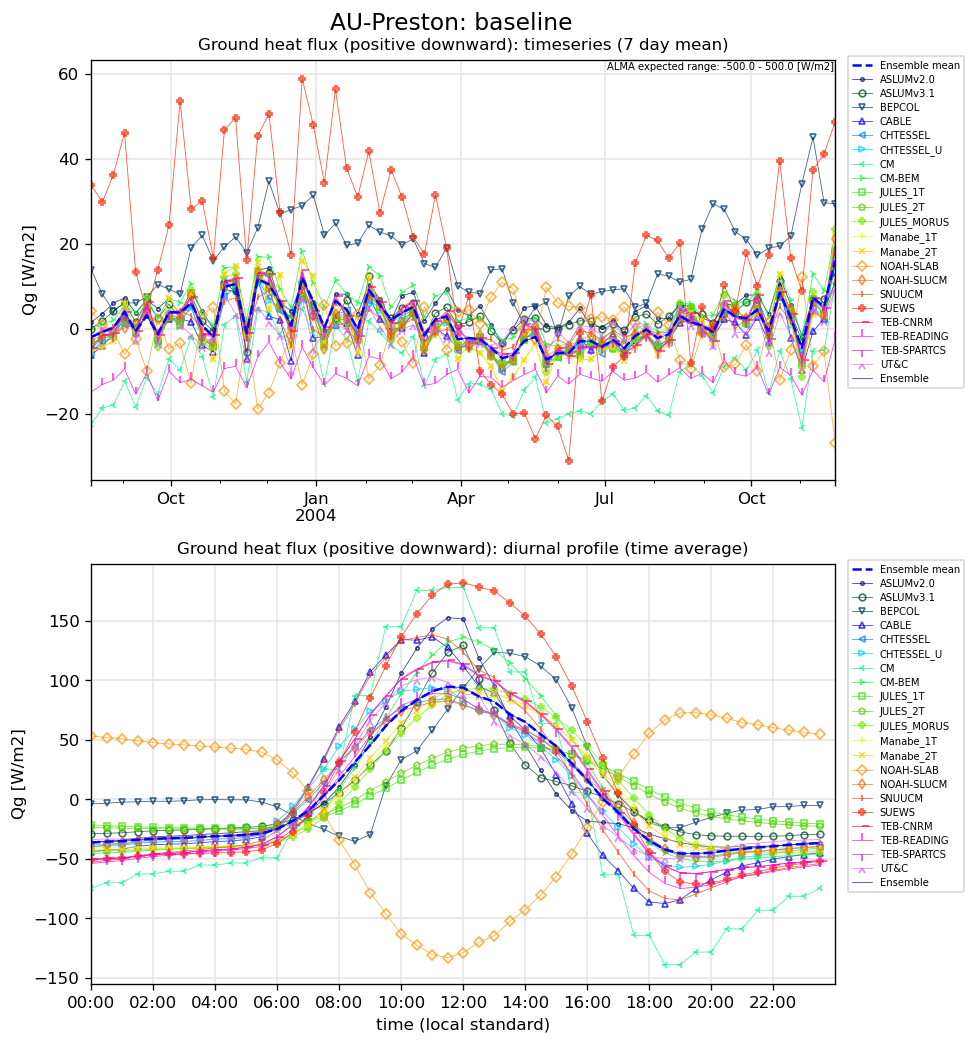 AU-Preston: baseline
Ground heat flux (positive downward): timeseries (7 day mean)
ALMA expected range: -500.0 - 500.0 [W/m2]
60
40
20
0
−20
Qg [W/m2]
Oct
Jan
2004
Apr
Jul
Oct
Ensemble mean
ASLUMv2.0
ASLUMv3.1
BEPCOL
CABLE
CHTESSEL
CHTESSEL_U
CM
CM-BEM
JULES_1T
JULES_2T
JULES_MORUS
Manabe_1T
Manabe_2T
NOAH-SLAB
NOAH-SLUCM
SNUUCM
SUEWS
TEB-CNRM
TEB-READING
TEB-SPARTCS
UT&C
Ensemble
Ground heat flux (positive downward): diurnal profile (time average)
150
100
50
0
−50
−100
−150
Qg [W/m2]
00:00 02:00 04:00 06:00 08:00 10:00 12:00 14:00 16:00 18:00 20:00 22:00
time (local standard)
Ensemble mean
ASLUMv2.0
ASLUMv3.1
BEPCOL
CABLE
CHTESSEL
CHTESSEL_U
CM
CM-BEM
JULES_1T
JULES_2T
JULES_MORUS
Manabe_1T
Manabe_2T
NOAH-SLAB
NOAH-SLUCM
SNUUCM
SUEWS
TEB-CNRM
TEB-READING
TEB-SPARTCS
UT&C
Ensemble